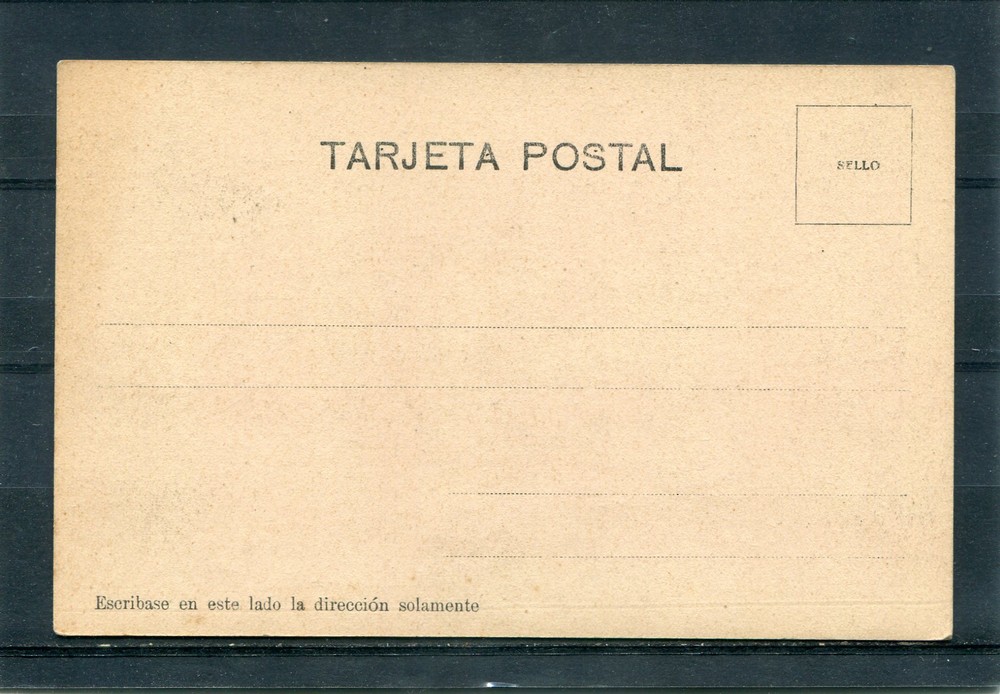 TARJETA POSTAL
SELLO
Escribase en este lado la dirección solamente